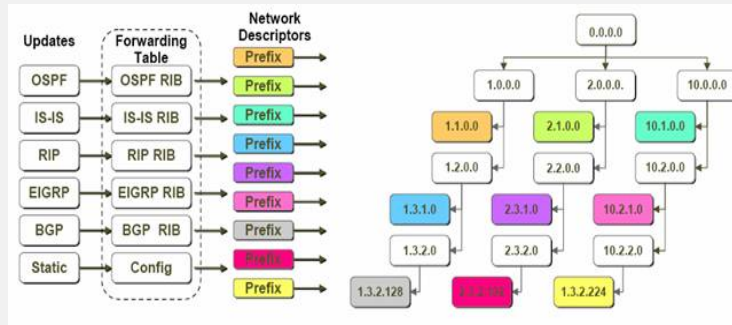 Updates
Forwarding
Table
Network
Descriptors
OSPF
IS-IS
RIP
EIGRP
BGP
Static
OSPF RIB
IS-IS RIB
RIP RIB
EIGRP RIB
BGP RIB
Config
Prefix
Prefix
Prefix
Prefix
Prefix
Prefix
Prefix
Prefix
Prefix
0.0.0.0
1.0.0.0
2.0.0.0.
10.0.0.0
1.1.0.0
2.1.0.0
10.1.0.0
1.2.0.0
2.2.0.0
10.2.0.0
1.3.1.0
2.3.1.0
10.2.1.0
1.3.2.0
2.3.2.0
10.2.2.0
1.3.2.128
1.3.2.224